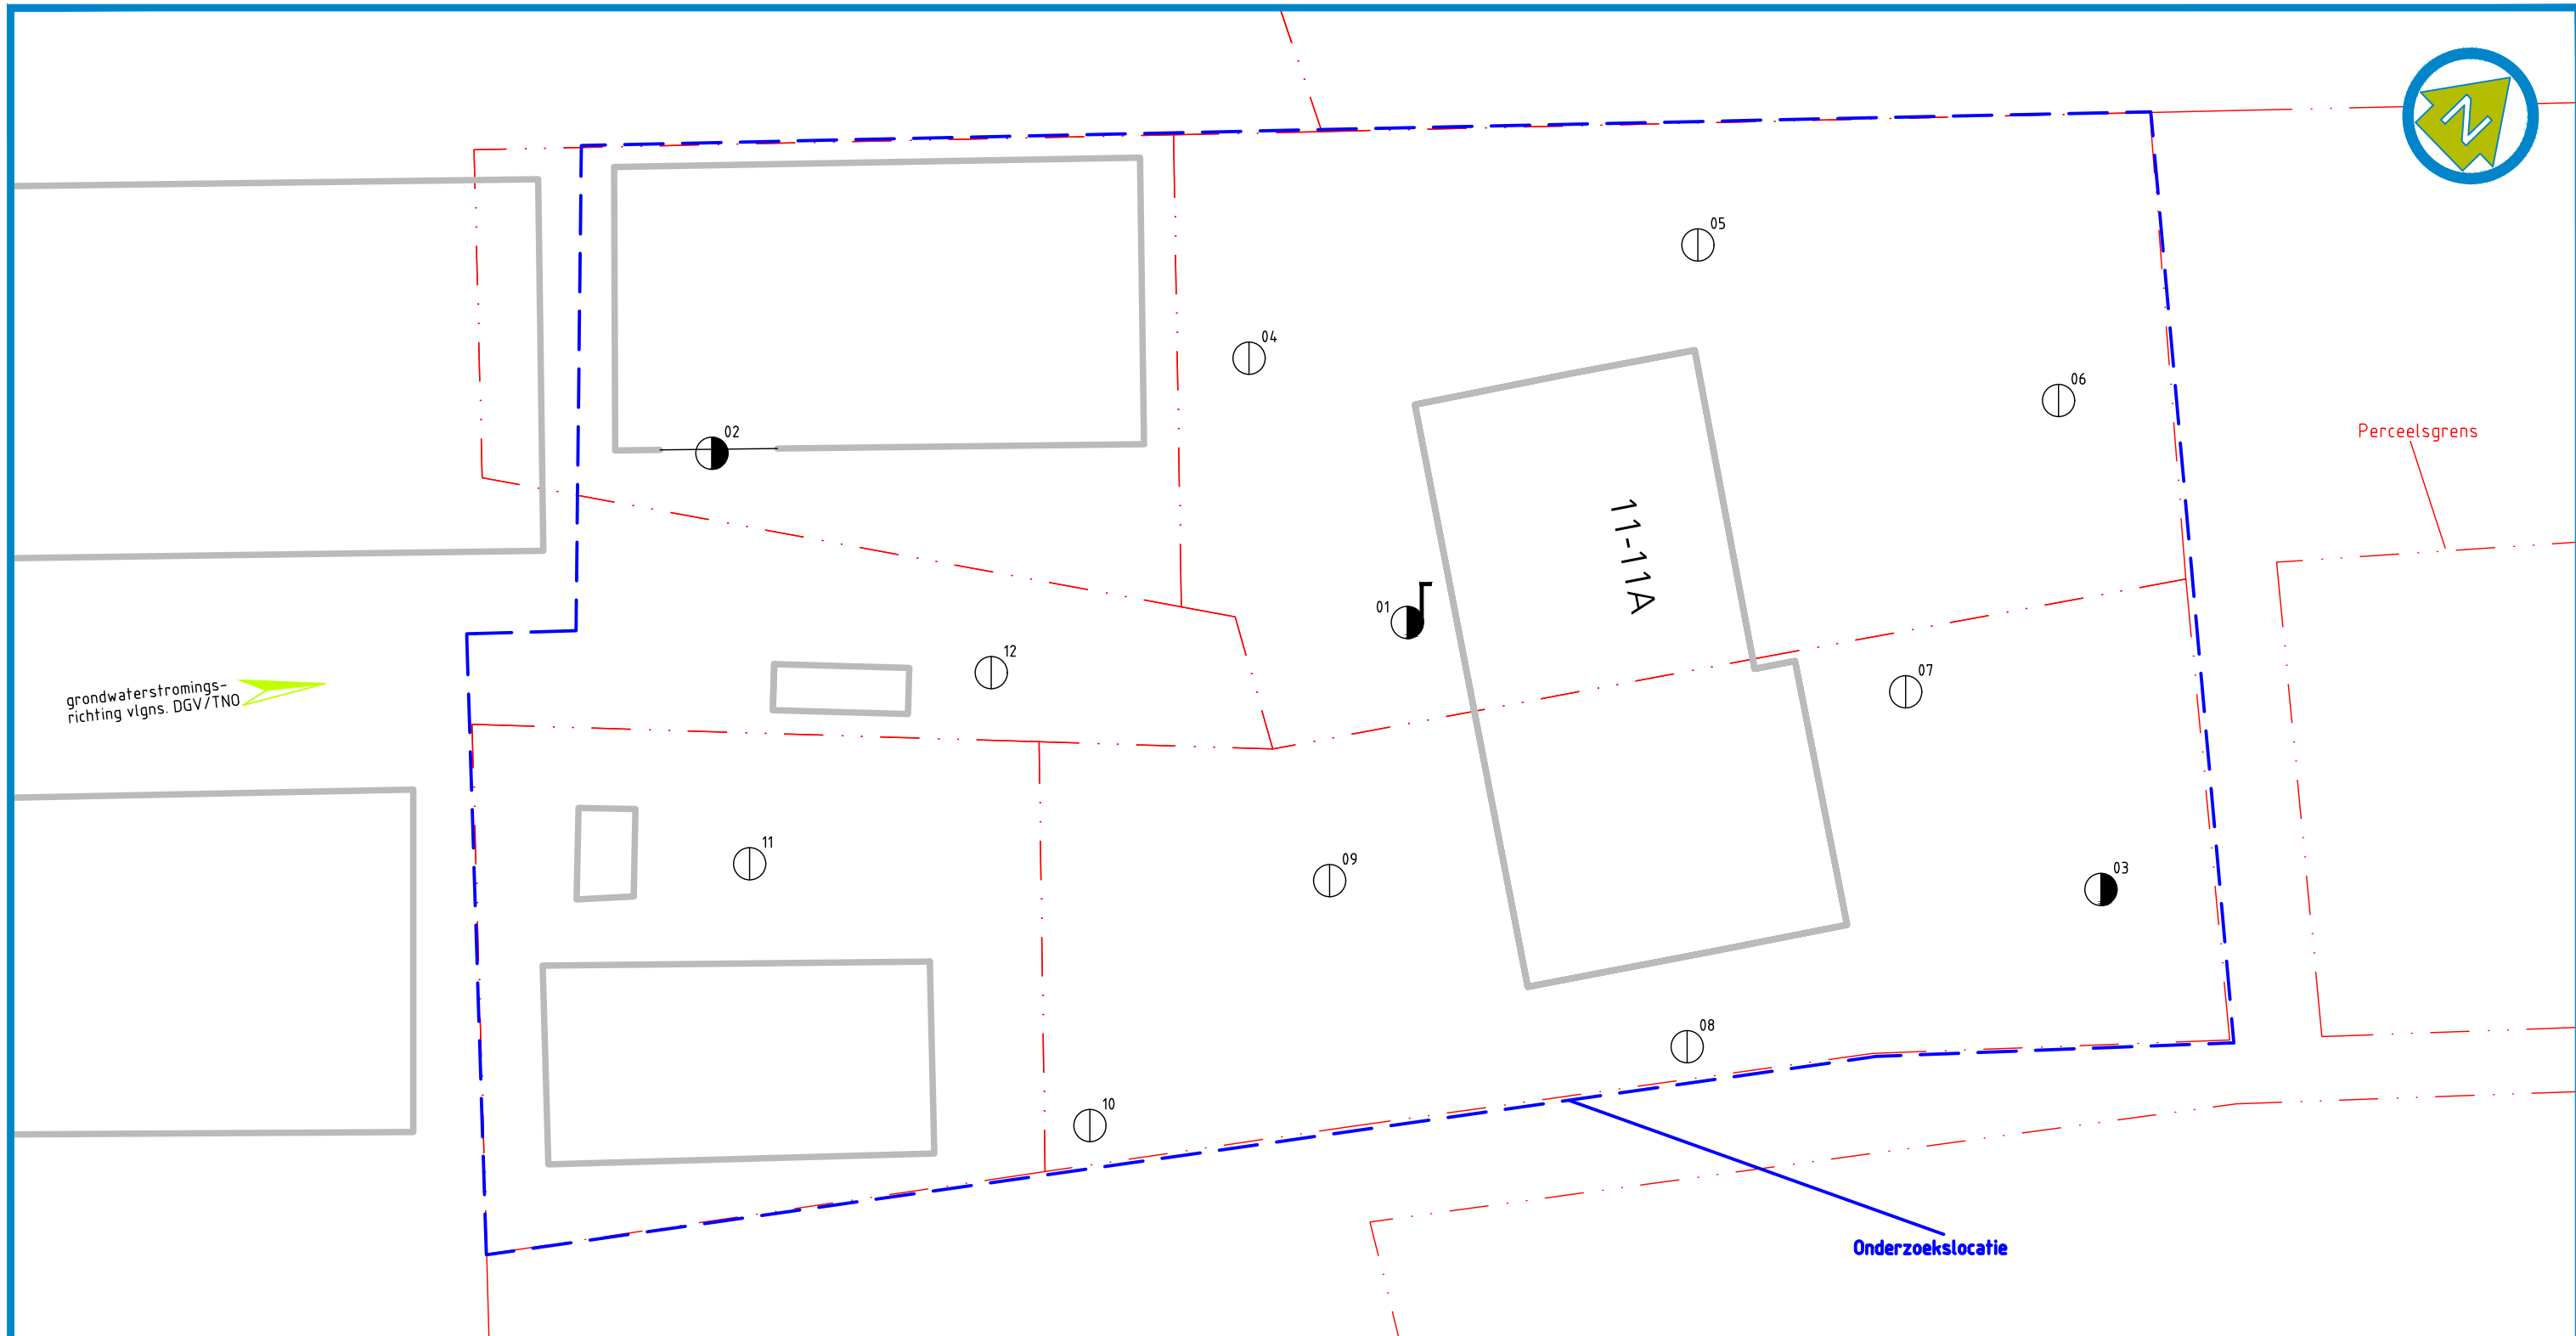 N
05
04
06
02
Perceelsgrens
11-11A
01
12
07
grondwaterstromings-
richting vlgns. DGV/TNO
11
09
03
08
10
Onderzoekslocatie